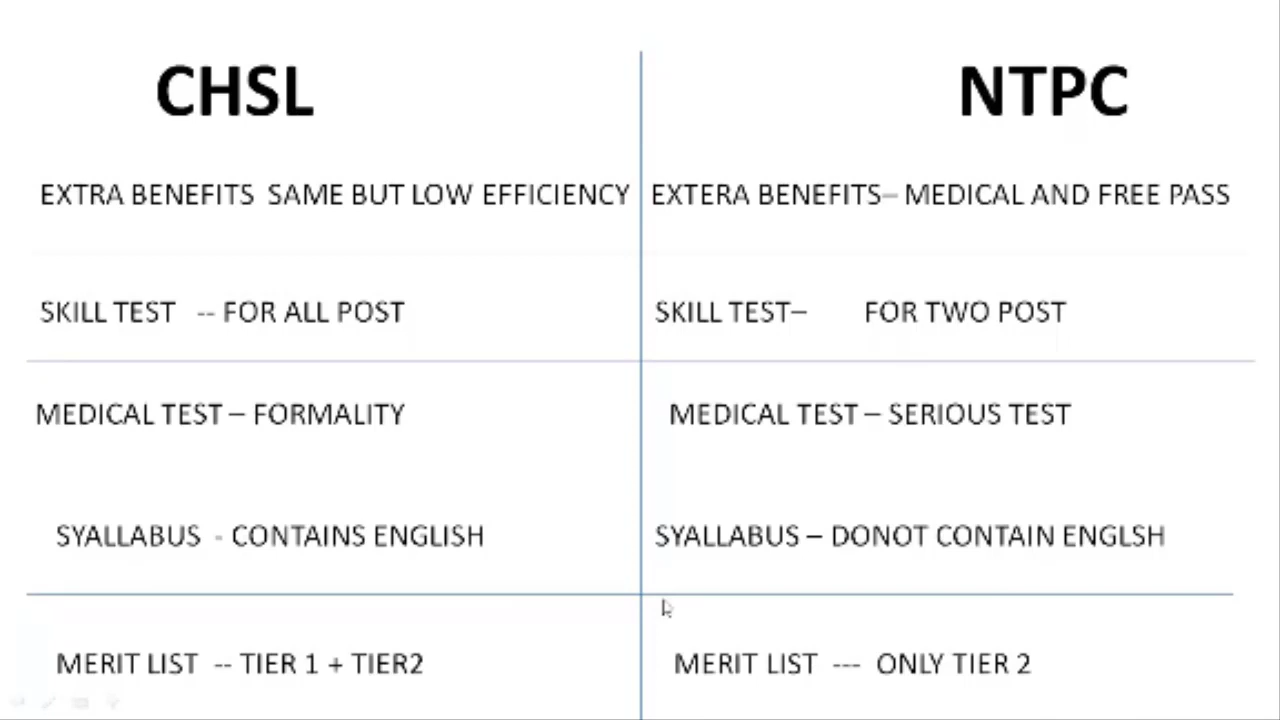 CHSL
NTPC
EXTRA BENEFITS SAME BUT LOW EFFICIENCY
EXTERA BENEFITS– MEDICAL AND FREE PASS
SKILL TEST -- FOR ALL POST
SKILL TEST– FOR TWO POST
MEDICAL TEST – FORMALITY
MEDICAL TEST – SERIOUS TEST
SYALLABUS - CONTAINS ENGLISH
SYALLABUS – DONOT CONTAIN ENGLSH
MERIT LIST -- TIER 1 + TIER2
MERIT LIST --- ONLY TIER 2